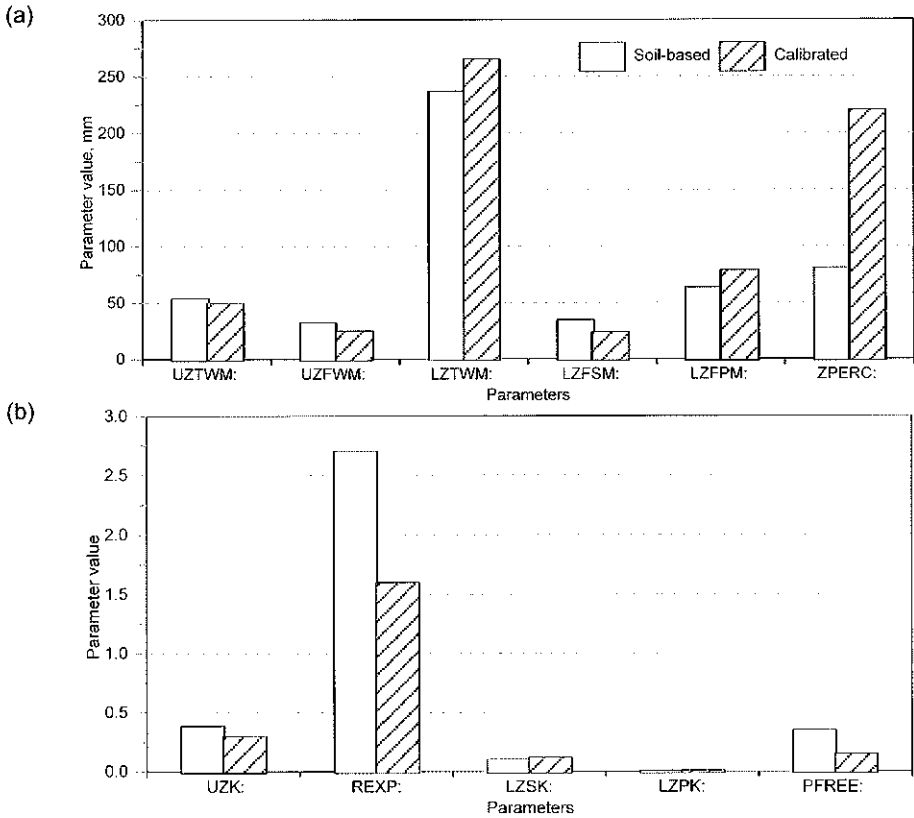 (a)
300
250
200
150
100
50
0
Parameter value, mm
Soil-based Calibrated
UZTWM: UZFWM: LZTWM: LZFSM: LZFPM: ZPERC:
Parameters
(b)
3.0
2.5
2.0
1.5
1.0
0.5
0.0
Parameter value
UZK: REXP: LZSK: LZPK: PFREE:
Parameters